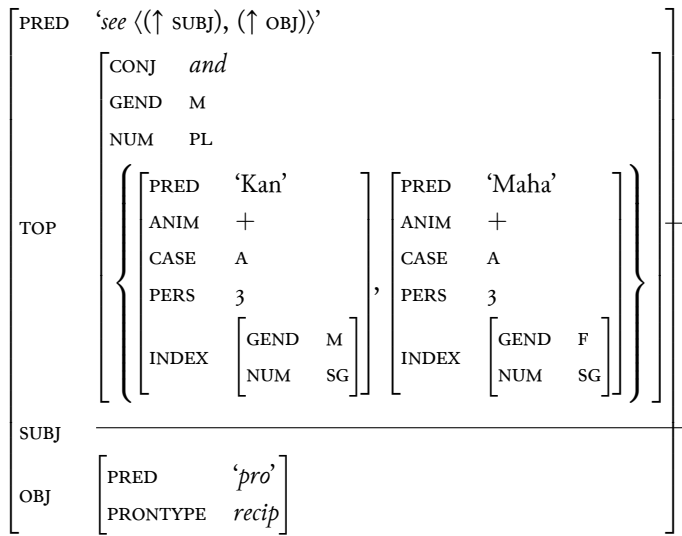 PRED ‘see ⟨(↑ SUBJ), (↑ OBJ)⟩’
CONJ and
GEND M
NUM PL
PRED ‘Kan’ PRED ‘Maha’
TOP ANIM + ANIM +
CASE A CASE A
, 
PERS 3 PERS 3
GEND M GEND F
INDEX INDEX
NUM SG NUM SG
SUBJ
PRED ‘pro’
OBJ
PRONTYPE recip